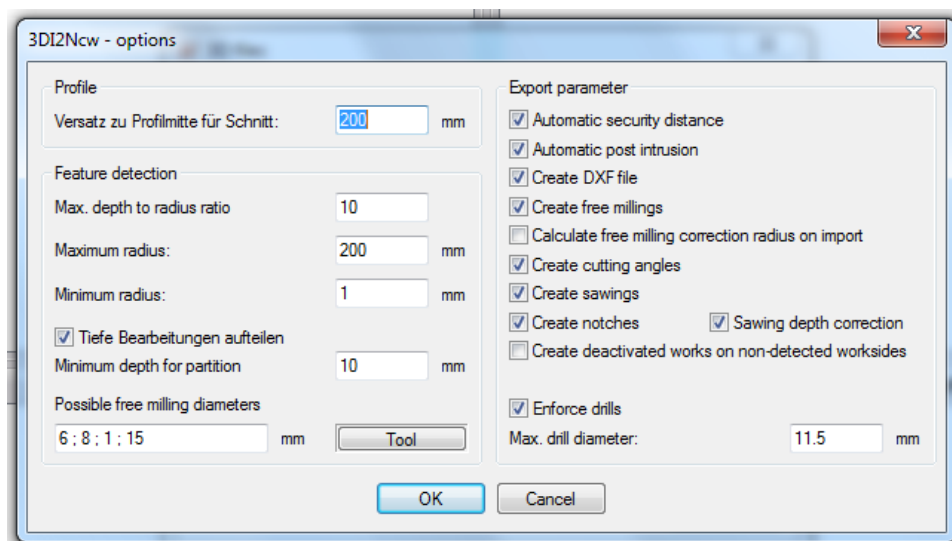 3DI2Ncw - options
Profile
Versatz zu Profilmitte für Schnitt: 200 mm
Feature detection
Max. depth to radius ratio 10
Maximum radius: 200 mm
Minimum radius: 1 mm
Tiefe Bearbeitungen aufteilen
Minimum depth for partition 10 mm
Possible free milling diameters
6 ; 8 ; 1 ; 15 mm Tool
Export parameter
Automatic security distance
Automatic post intrusion
Create DXF file
Create free millings
Calculate free milling correction radius on import
Create cutting angles
Create sawings
Create notches Sawing depth correction
Create deactivated works on non-detected worksides
Enforce drills
Max. drill diameter: 11.5 mm
OK Cancel